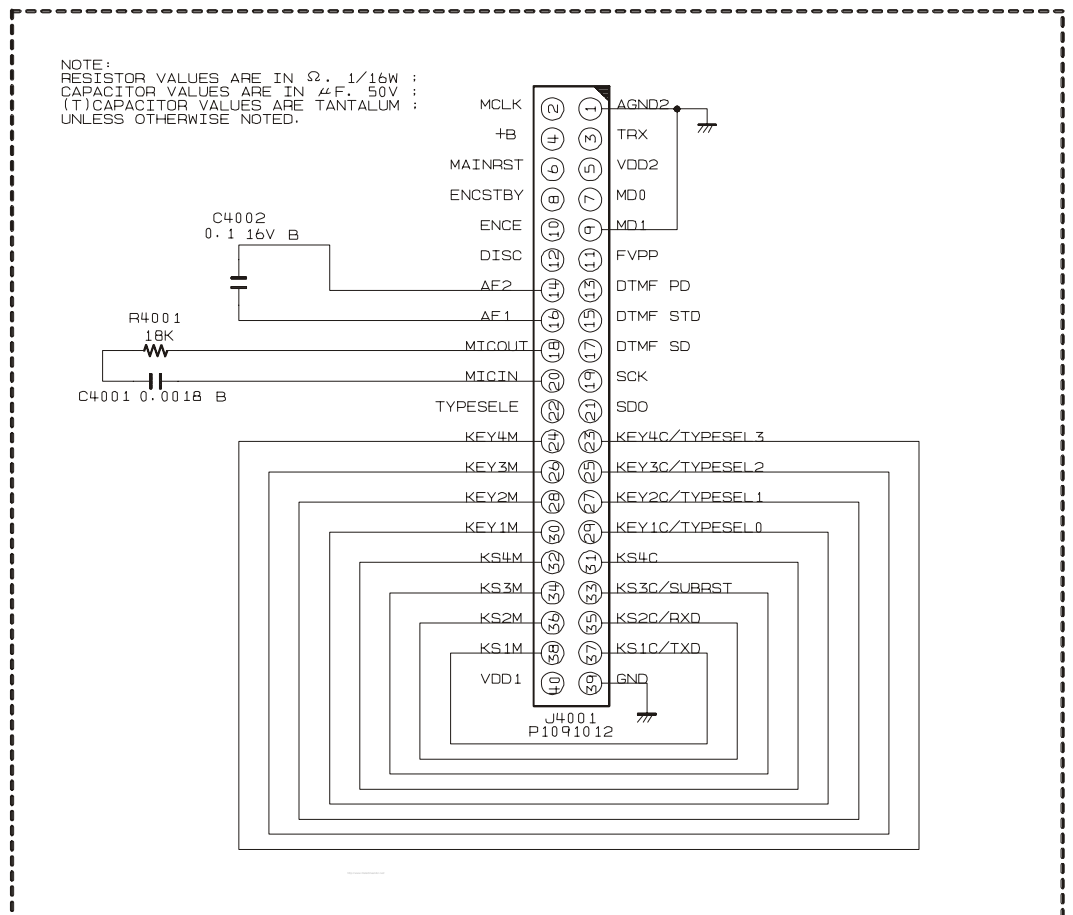 NOTE:
RESISTOR VALUES ARE IN Ω. 1/16W ;
CAPACITOR VALUES ARE IN μF. 50V ;
(T)CAPACITOR VALUES ARE TANTALUM ;
UNLESS OTHERWISE NOTED.
MCLK 2 1 AGND2
+B 4 3 TRX
MAINRST 6 5 VDD2
ENCSTBY 8 7 MD0
C4002
0.1 16V B
ENCE 10 9 MD1
DISC 12 11 FVPP
AF2 14 13 DTMF PD
AF1 16 15 DTMF STD
R4001
18K
MICOUT 18 17 DTMF SD
MICIN 20 19 SCK
C4001 0.0018 B
TYPESELE 22 21 SDO
KEY4M 24 23 KEY4C/TYPESEL3
KEY3M 26 25 KEY3C/TYPESEL2
KEY2M 28 27 KEY2C/TYPESEL1
KEY1M 30 29 KEY1C/TYPESEL0
KS4M 32 31 KS4C
KS3M 34 33 KS3C/SUBRST
KS2M 36 35 KS2C/RXD
KS1M 38 37 KS1C/TXD
VDD1 40 39 GND
J4001
P1091012